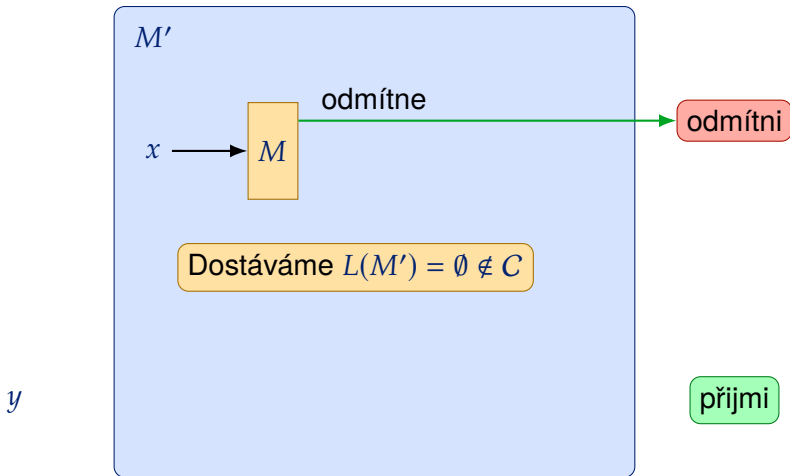 M′
odmítne
odmítni
x
M
Dostáváme L(M′) = ∅ ∉ C
y
přijmi